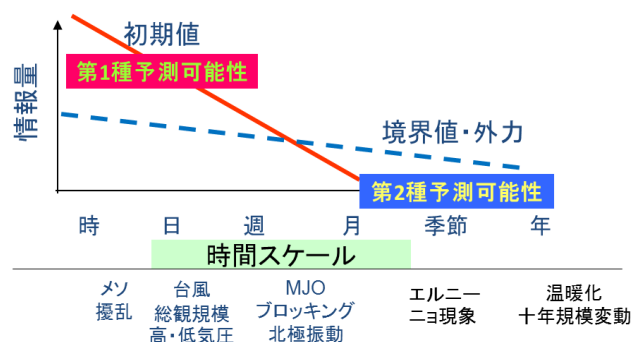 初期値
第1種予測可能性
情報量
境界値・外力
第2種予測可能性
時 日 週 月 季節 年
時間スケール
メソ
擾乱
台風
総観規模
高・低気圧
MJO
ブロッキング
北極振動
エルニー
ニョ現象
温暖化
十年規模変動